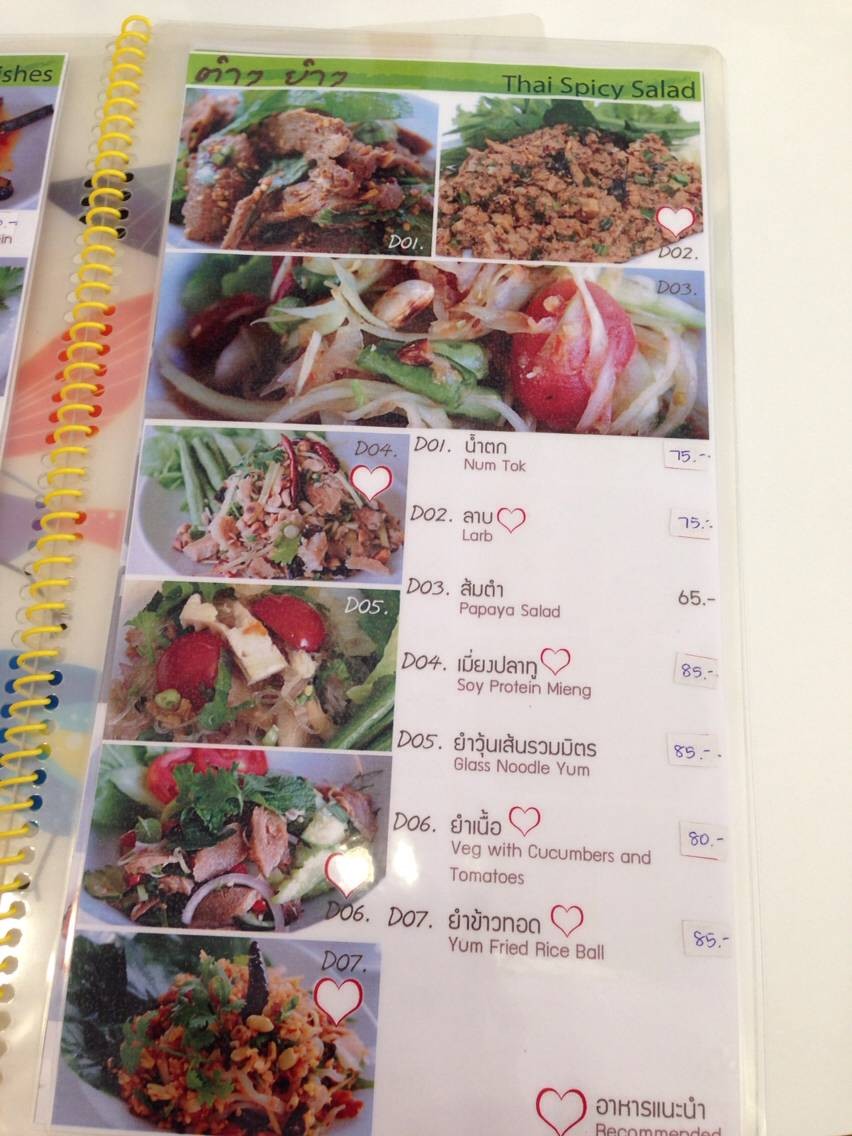 ishes
ตำๆ ยำๆ
Thai Spicy Salad
D01.
D02.
D03.
D04.
D05.
D06.
D07.
D01. น้ำตก 75.-
Num Tok
D02. ลาบ 75.-
Larb
D03. ส้มตำ 65.-
Papaya Salad
D04. เมี่ยงปลาทู 85.-
Soy Protein Mieng
D05. ยำวุ้นเส้นรวมมิตร 85.-
Glass Noodle Yum
D06. ยำเนื้อ 80.-
Veg with Cucumbers and
Tomatoes
D07. ยำข้าวทอด 85.-
Yum Fried Rice Ball
อาหารแนะนำ
Recommended